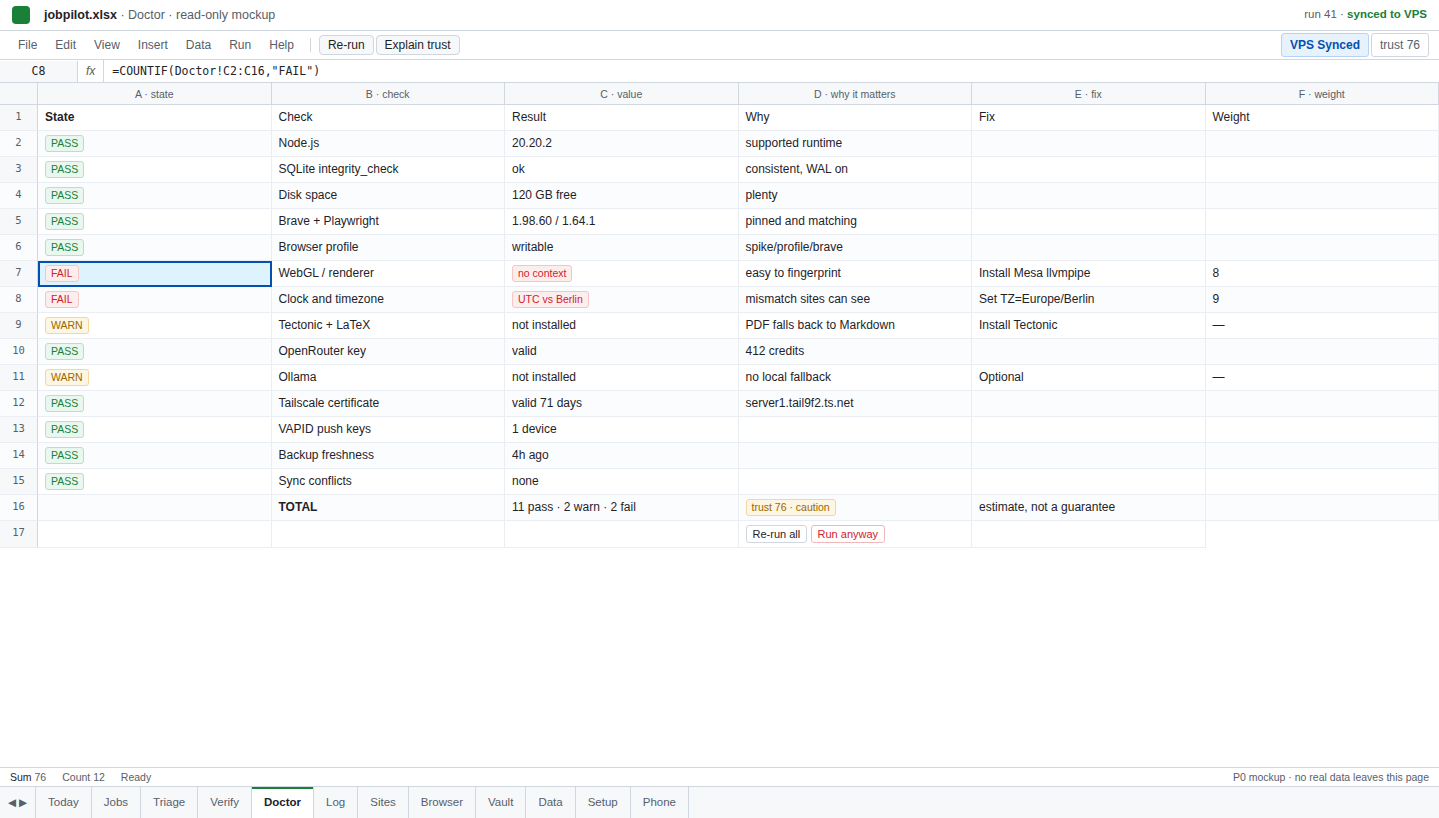 jobpilot.xlsx · Doctor · read-only mockup run 41 · synced to VPS
File Edit View Insert Data Run Help Re-run Explain trust VPS Synced trust 76
C8 fx =COUNTIF(Doctor!C2:C16,"FAIL")
A · state B · check C · value D · why it matters E · fix F · weight
1 State Check Result Why Fix Weight
2 PASS Node.js 20.20.2 supported runtime
3 PASS SQLite integrity_check ok consistent, WAL on
4 PASS Disk space 120 GB free plenty
5 PASS Brave + Playwright 1.98.60 / 1.64.1 pinned and matching
6 PASS Browser profile writable spike/profile/brave
7 FAIL WebGL / renderer no context easy to fingerprint Install Mesa llvmpipe 8
8 FAIL Clock and timezone UTC vs Berlin mismatch sites can see Set TZ=Europe/Berlin 9
9 WARN Tectonic + LaTeX not installed PDF falls back to Markdown Install Tectonic —
10 PASS OpenRouter key valid 412 credits
11 WARN Ollama not installed no local fallback Optional —
12 PASS Tailscale certificate valid 71 days server1.tail9f2.ts.net
13 PASS VAPID push keys 1 device
14 PASS Backup freshness 4h ago
15 PASS Sync conflicts none
16 TOTAL 11 pass · 2 warn · 2 fail trust 76 · caution estimate, not a guarantee
17 Re-run all Run anyway
Sum 76 Count 12 Ready P0 mockup · no real data leaves this page
◀ ▶ Today Jobs Triage Verify Doctor Log Sites Browser Vault Data Setup Phone